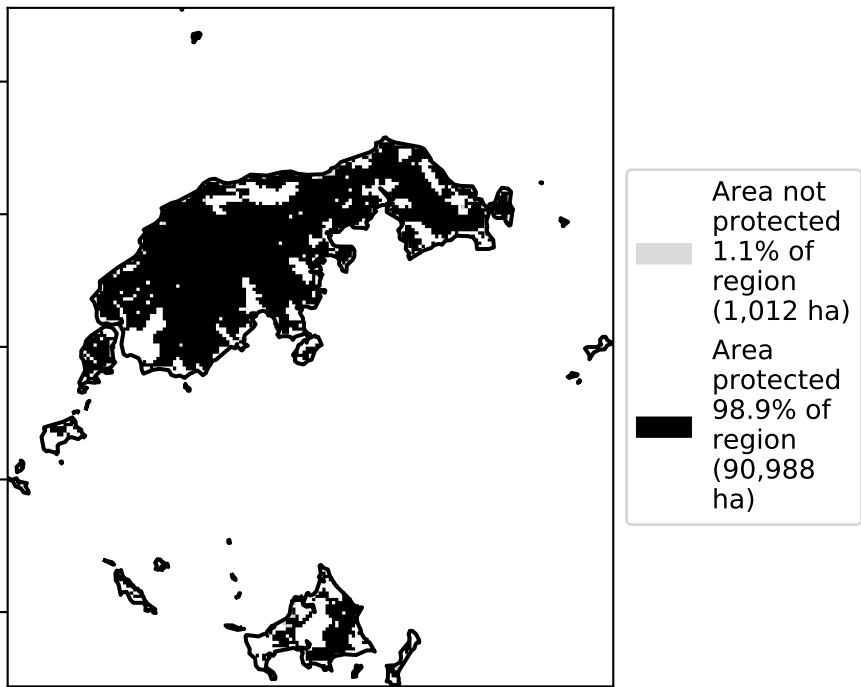 Area not
protected
1.1% of
region
(1,012 ha)
Area
protected
98.9% of
region
(90,988
ha)